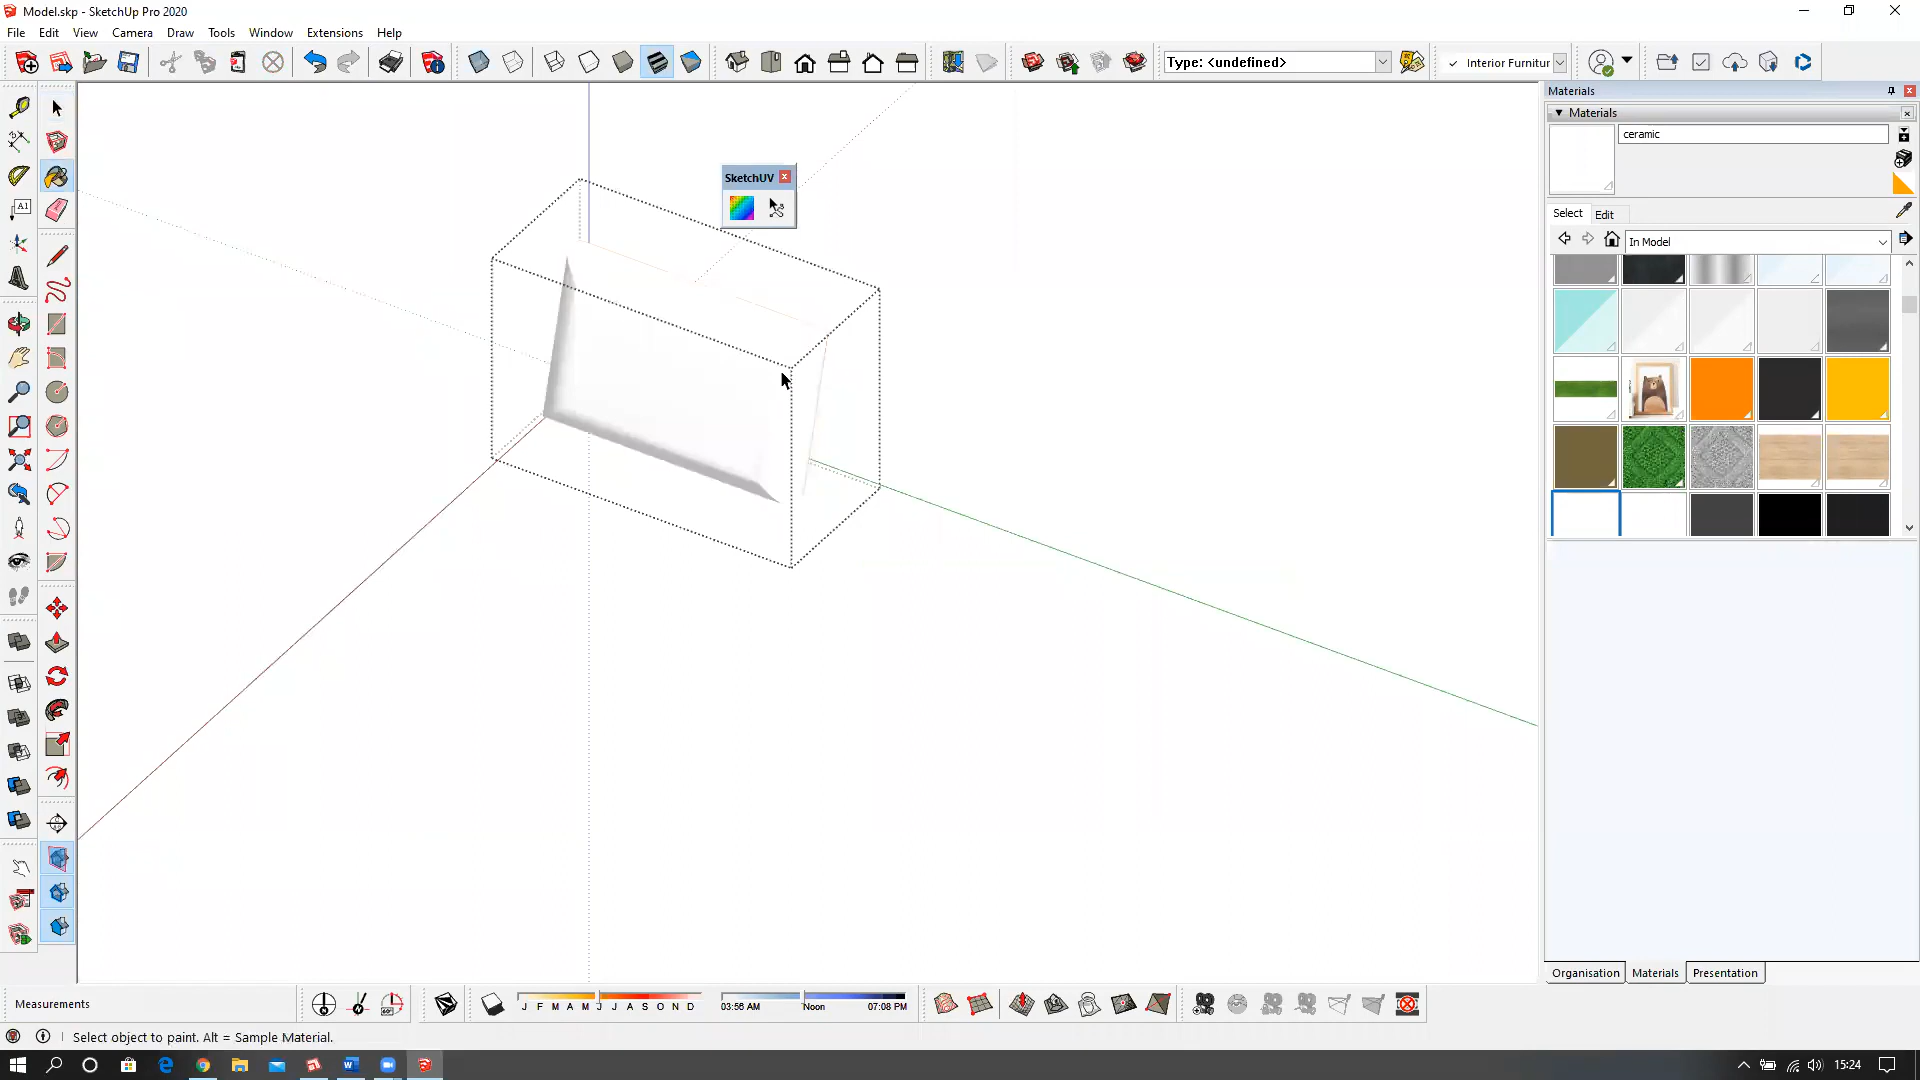 Model.skp - SketchUp Pro 2020
File Edit View Camera Draw Tools Window Extensions Help
Type: <undefined>
Interior Furnitur
Materials
Materials
ceramic
Select Edit
In Model
SketchUV
A1
Organisation Materials Presentation
Measurements
J F M A M J J A S O N D
03:56 AM Noon 07:08 PM
Select object to paint. Alt = Sample Material.
15:24